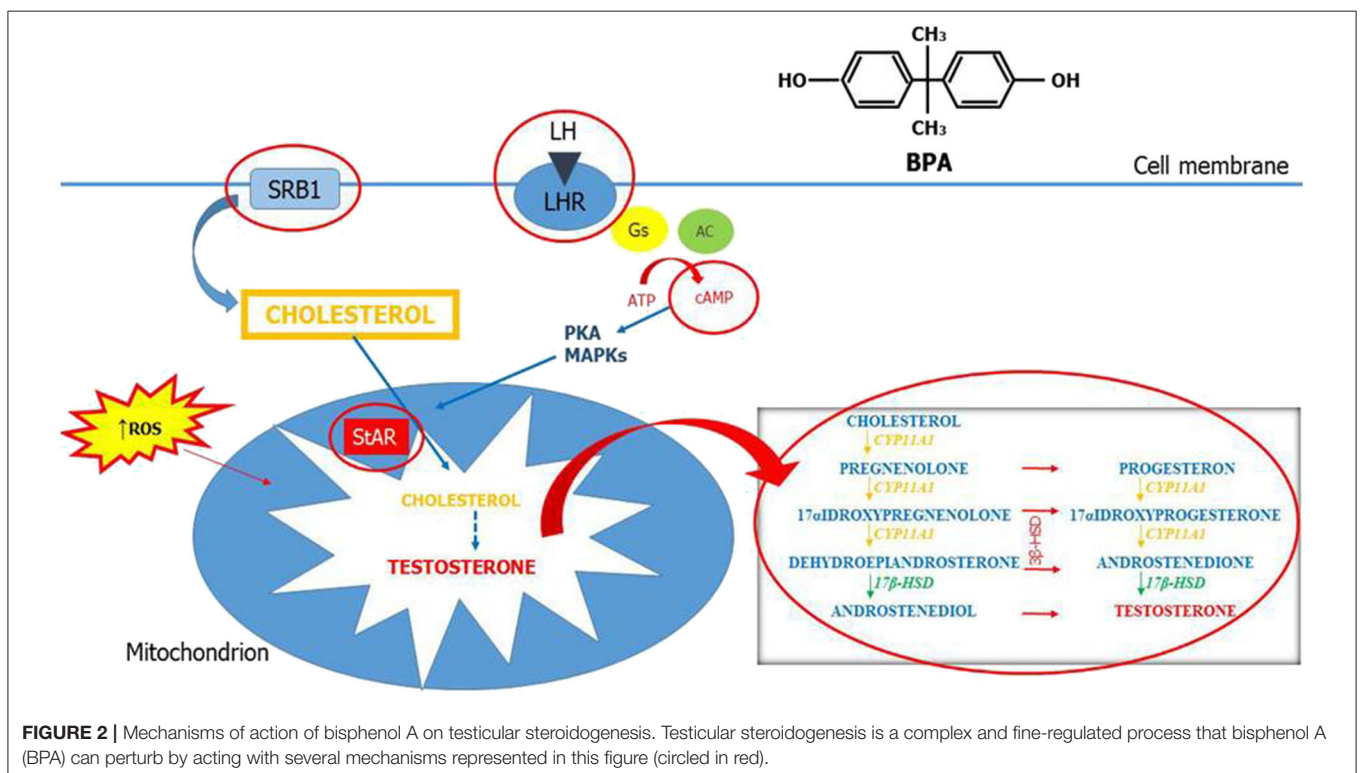 CH₃
HO
OH
CH₃
BPA
Cell membrane
LH
LHR
SRB1
Gs
AC
ATP
cAMP
CHOLESTEROL
PKA
MAPKs
↑ROS
StAR
CHOLESTEROL
TESTOSTERONE
Mitochondrion
CHOLESTEROL
CYP11A1
PREGNENOLONE
PROGESTERON
CYP11A1
CYP11A1
17αIDROXYPREGNENOLONE
17αIDROXYPROGESTERONE
3β-HSD
CYP11A1
CYP11A1
DEHYDROEPIANDROSTERONE
ANDROSTENEDIONE
17β-HSD
17β-HSD
ANDROSTENEDIOL
TESTOSTERONE
FIGURE 2 | Mechanisms of action of bisphenol A on testicular steroidogenesis. Testicular steroidogenesis is a complex and fine-regulated process that bisphenol A
(BPA) can perturb by acting with several mechanisms represented in this figure (circled in red).